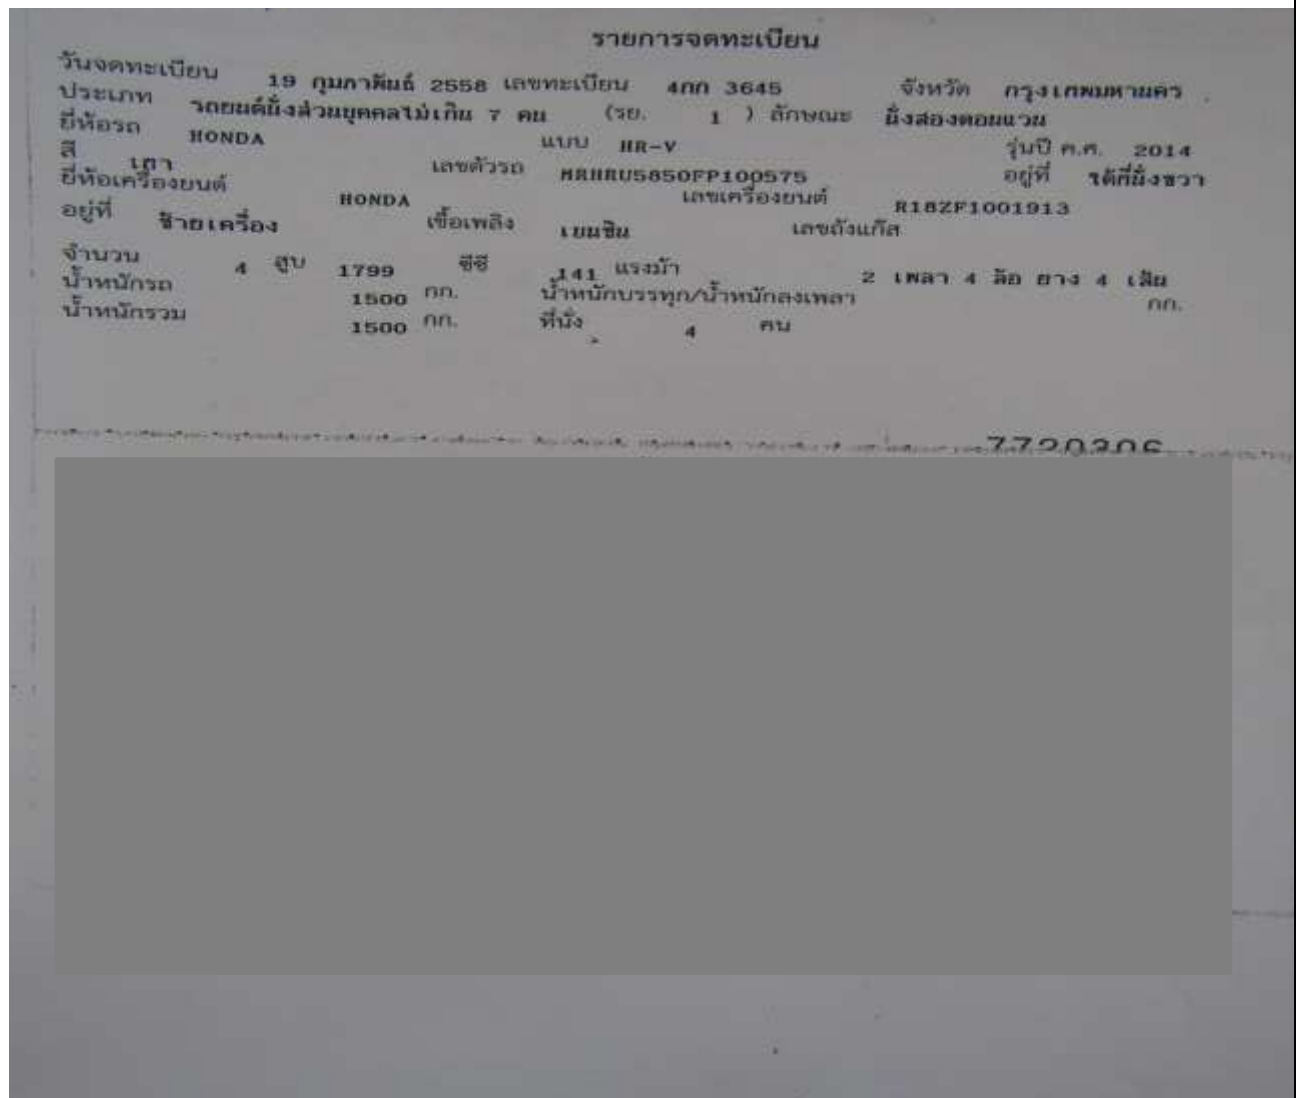 รายการจดทะเบียน
วันจดทะเบียน 19 กุมภาพันธ์ 2558 เลขทะเบียน 4กก 3645 จังหวัด กรุงเทพมหานคร
ประเภท รถยนต์นั่งส่วนบุคคลไม่เกิน 7 คน (รย. 1 ) ลักษณะ นั่งสองตอนแวน
ยี่ห้อรถ HONDA แบบ HR-V รุ่นปี ค.ศ. 2014
สี เทา เลขตัวรถ MRHRU5850FP100575 อยู่ที่ ใต้ที่นั่งขวา
ยี่ห้อเครื่องยนต์ HONDA เลขเครื่องยนต์ R18ZF1001913
อยู่ที่ ซ้ายเครื่อง เชื้อเพลิง เบนซิน เลขถังแก๊ส
จำนวน 4 สูบ 1799 ซีซี 141 แรงม้า 2 เพลา 4 ล้อ ยาง 4 เส้น
น้ำหนักรถ 1500 กก. น้ำหนักบรรทุก/น้ำหนักลงเพลา กก.
น้ำหนักรวม 1500 กก. ที่นั่ง 4 คน
7720306